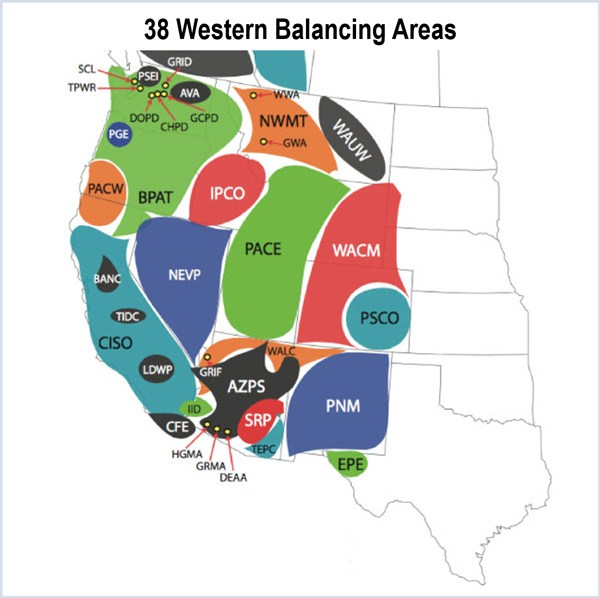 38 Western Balancing Areas
GRID
SCL
PSEI
TPWR
AVA
WWA
DOPD
GCPD
CHPD
NWMT
WAUW
PGE
GWA
PACW
BPAT
IPCO
PACE
WACM
NEVP
BANC
TIDC
PSCO
CISO
WALC
LDWP
GRIF
AZPS
IID
PNM
SRP
CFE
TEPC
HGMA
GRMA
EPE
DEAA